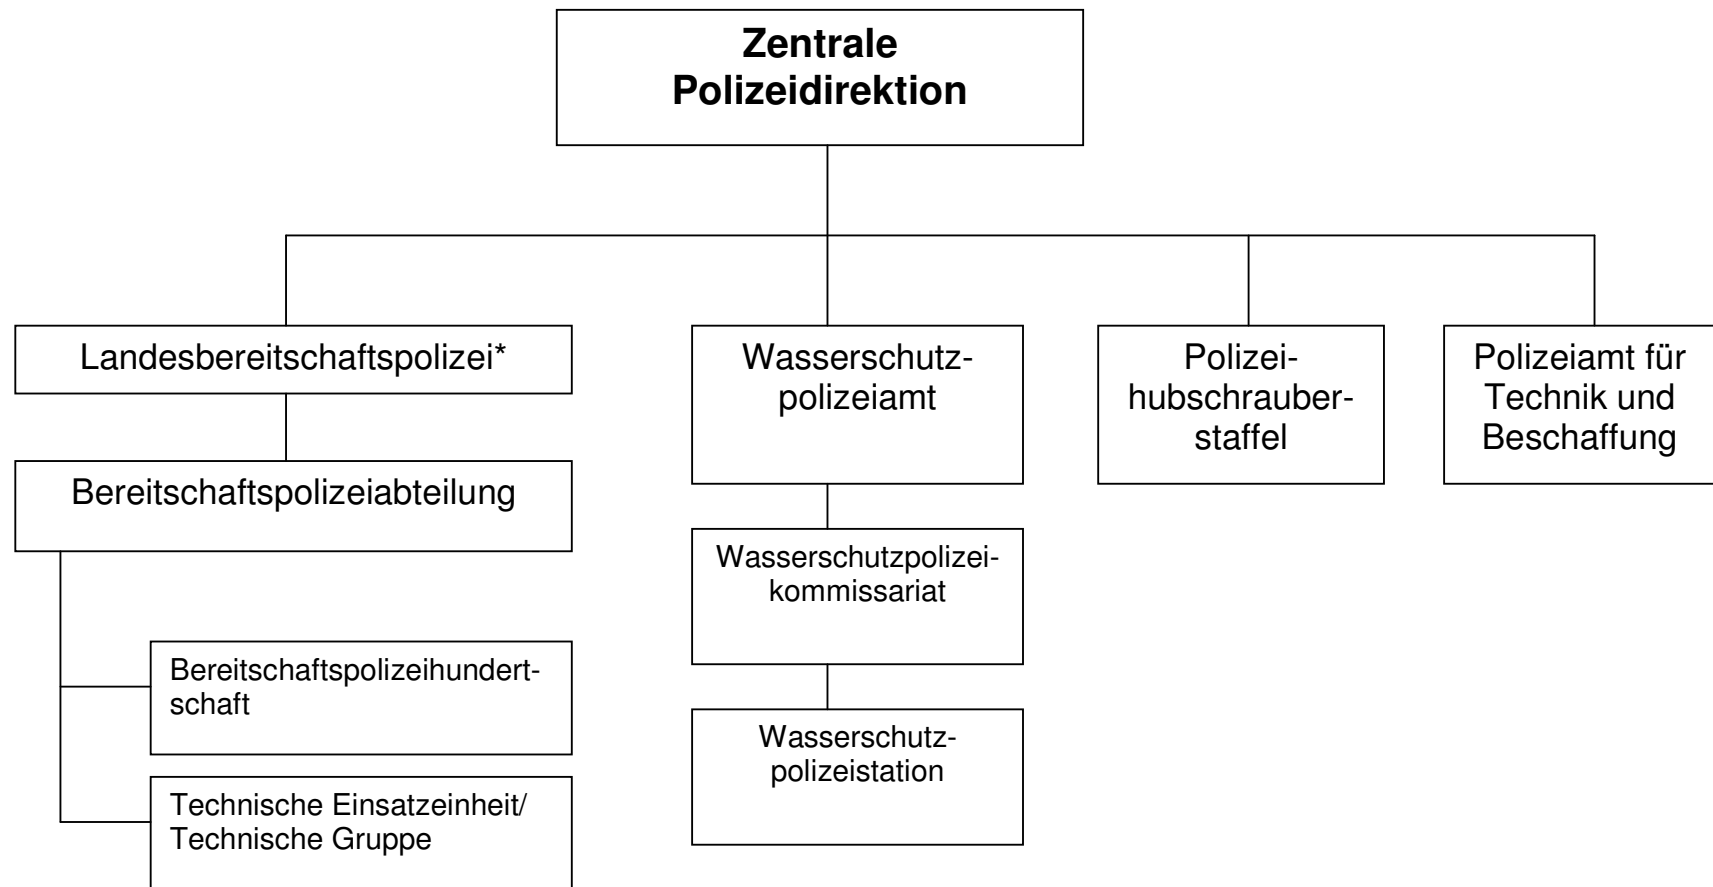 Zentrale
Polizeidirektion
Landesbereitschaftspolizei*
Bereitschaftspolizeiabteilung
Bereitschaftspolizeihundert-
schaft
Technische Einsatzeinheit/
Technische Gruppe
Wasserschutz-
polizeiamt
Wasserschutzpolizei-
kommissariat
Wasserschutz-
polizeistation
Polizei-
hubschrauber-
staffel
Polizeiamt für
Technik und
Beschaffung